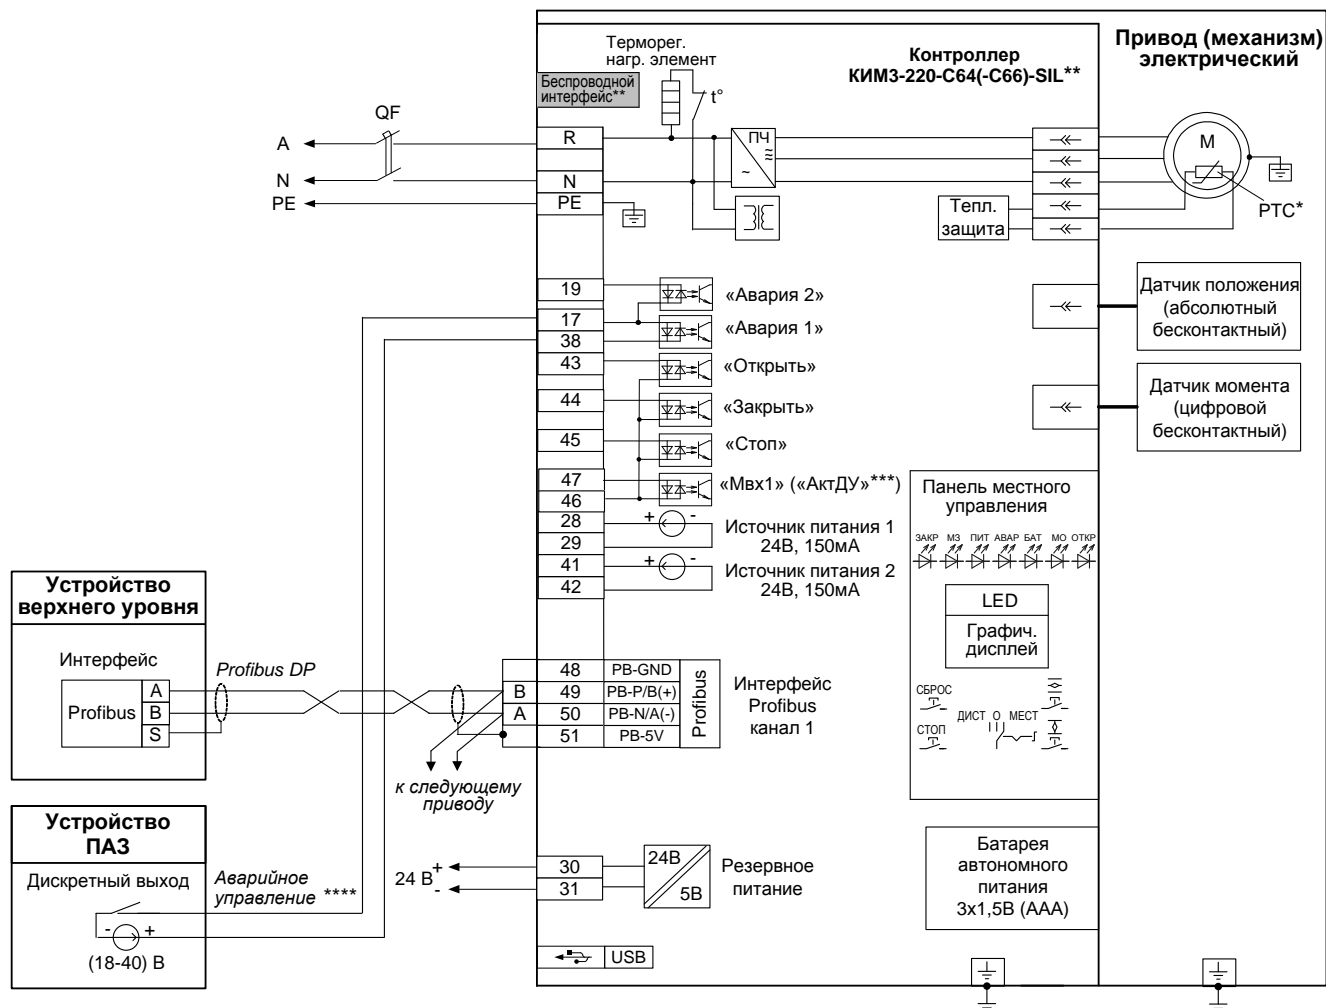 Терморег.
нагр. элемент
Контроллер
КИМ3-220-С64(-С66)-SIL**
Привод (механизм)
электрический
Беспроводной
интерфейс**
t°
QF
A
R
ПЧ
≈
~
M
N
N
PE
PE
Тепл.
защита
PTC*
19
«Авария 2»
17
«Авария 1»
38
43
«Открыть»
44
«Закрыть»
45
«Стоп»
47
«Мвх1» («АктДУ»***)
46
28
+ -
Источник питания 1
24В, 150мА
29
41
+ -
Источник питания 2
24В, 150мА
42
Датчик положения
(абсолютный
бесконтактный)
Датчик момента
(цифровой
бесконтактный)
Панель местного
управления
ЗАКР МЗ ПИТ АВАР БАТ МО ОТКР
LED
Графич.
дисплей
СБРОС
СТОП
ДИСТ О МЕСТ
Устройство
верхнего уровня
Интерфейс
Profibus
A
B
S
Profibus DP
B
A
48 PB-GND
49 PB-P/B(+)
50 PB-N/A(-)
51 PB-5V
Profibus
Интерфейс
Profibus
канал 1
к следующему
приводу
Устройство
ПАЗ
Дискретный выход
- +
(18-40) В
Аварийное
управление ****
24 В
+
-
30
31
24В
5В
Резервное
питание
Батарея
автономного
питания
3х1,5В (ААА)
USB